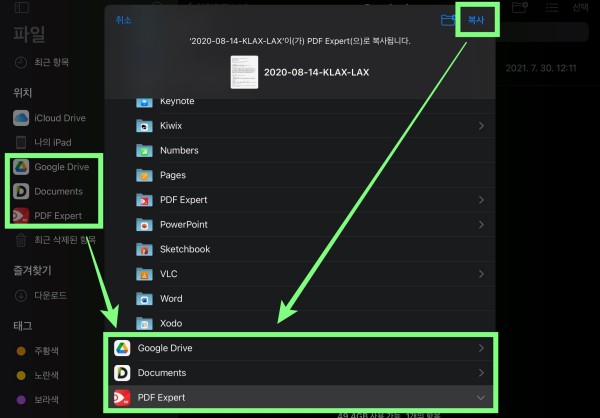 취소
복사
선택
'2020-08-14-KLAX-LAX'이(가) PDF Expert(으)로 복사됩니다.
2020-08-14-KLAX-LAX
파일
최근 항목
위치
iCloud Drive
나의 iPad
Google Drive
Documents
PDF Expert
최근 삭제된 항목
즐겨찾기
다운로드
태그
주황색
노란색
보라색
2021. 7. 30. 12:11
Keynote
Kiwix
Numbers
Pages
PDF Expert
PowerPoint
Sketchbook
VLC
Word
Xodo
Google Drive
Documents
PDF Expert
49.4GB 사용 가능, 1개의 항목